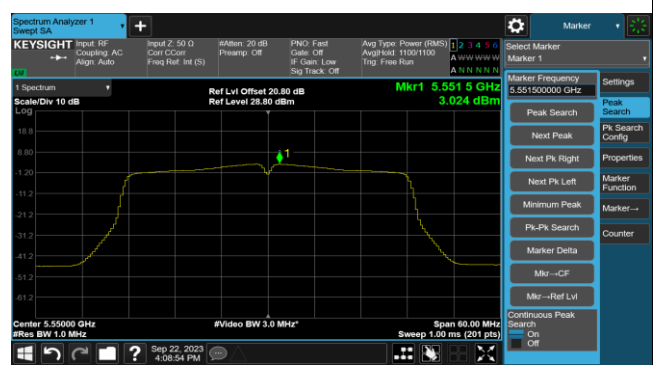 Spectrum Analyzer 1
Swept SA
+
Marker
KEYSIGHT
Input: RF
Coupling: AC
Align: Auto
Input Z: 50 Ω
Corr CCorr
Freq Ref: Int (S)
#Atten: 20 dB
Preamp: Off
PNO: Fast
Gate: Off
IF Gain: Low
Sig Track: Off
Avg Type: Power (RMS)
Avg|Hold: 1100/1100
Trig: Free Run
1 2 3 4 5 6
A W W W W W
A N N N N N
Select Marker
Marker 1
1 Spectrum
Scale/Div 10 dB
Log
Ref Lvl Offset 20.80 dB
Ref Level 28.80 dBm
Mkr1 5.551 5 GHz
3.024 dBm
18.8
8.80
-1.20
-11.2
-21.2
-31.2
-41.2
-51.2
-61.2
1
Center 5.55000 GHz
#Res BW 1.0 MHz
#Video BW 3.0 MHz*
Span 60.00 MHz
Sweep 1.00 ms (201 pts)
Marker Frequency
5.551500000 GHz
Peak Search
Next Peak
Next Pk Right
Next Pk Left
Minimum Peak
Pk-Pk Search
Marker Delta
Mkr→CF
Mkr→Ref Lvl
Continuous Peak
Search
On
Off
Settings
Peak
Search
Pk Search
Config
Properties
Marker
Function
Marker→
Counter
?
Sep 22, 2023
4:08:54 PM